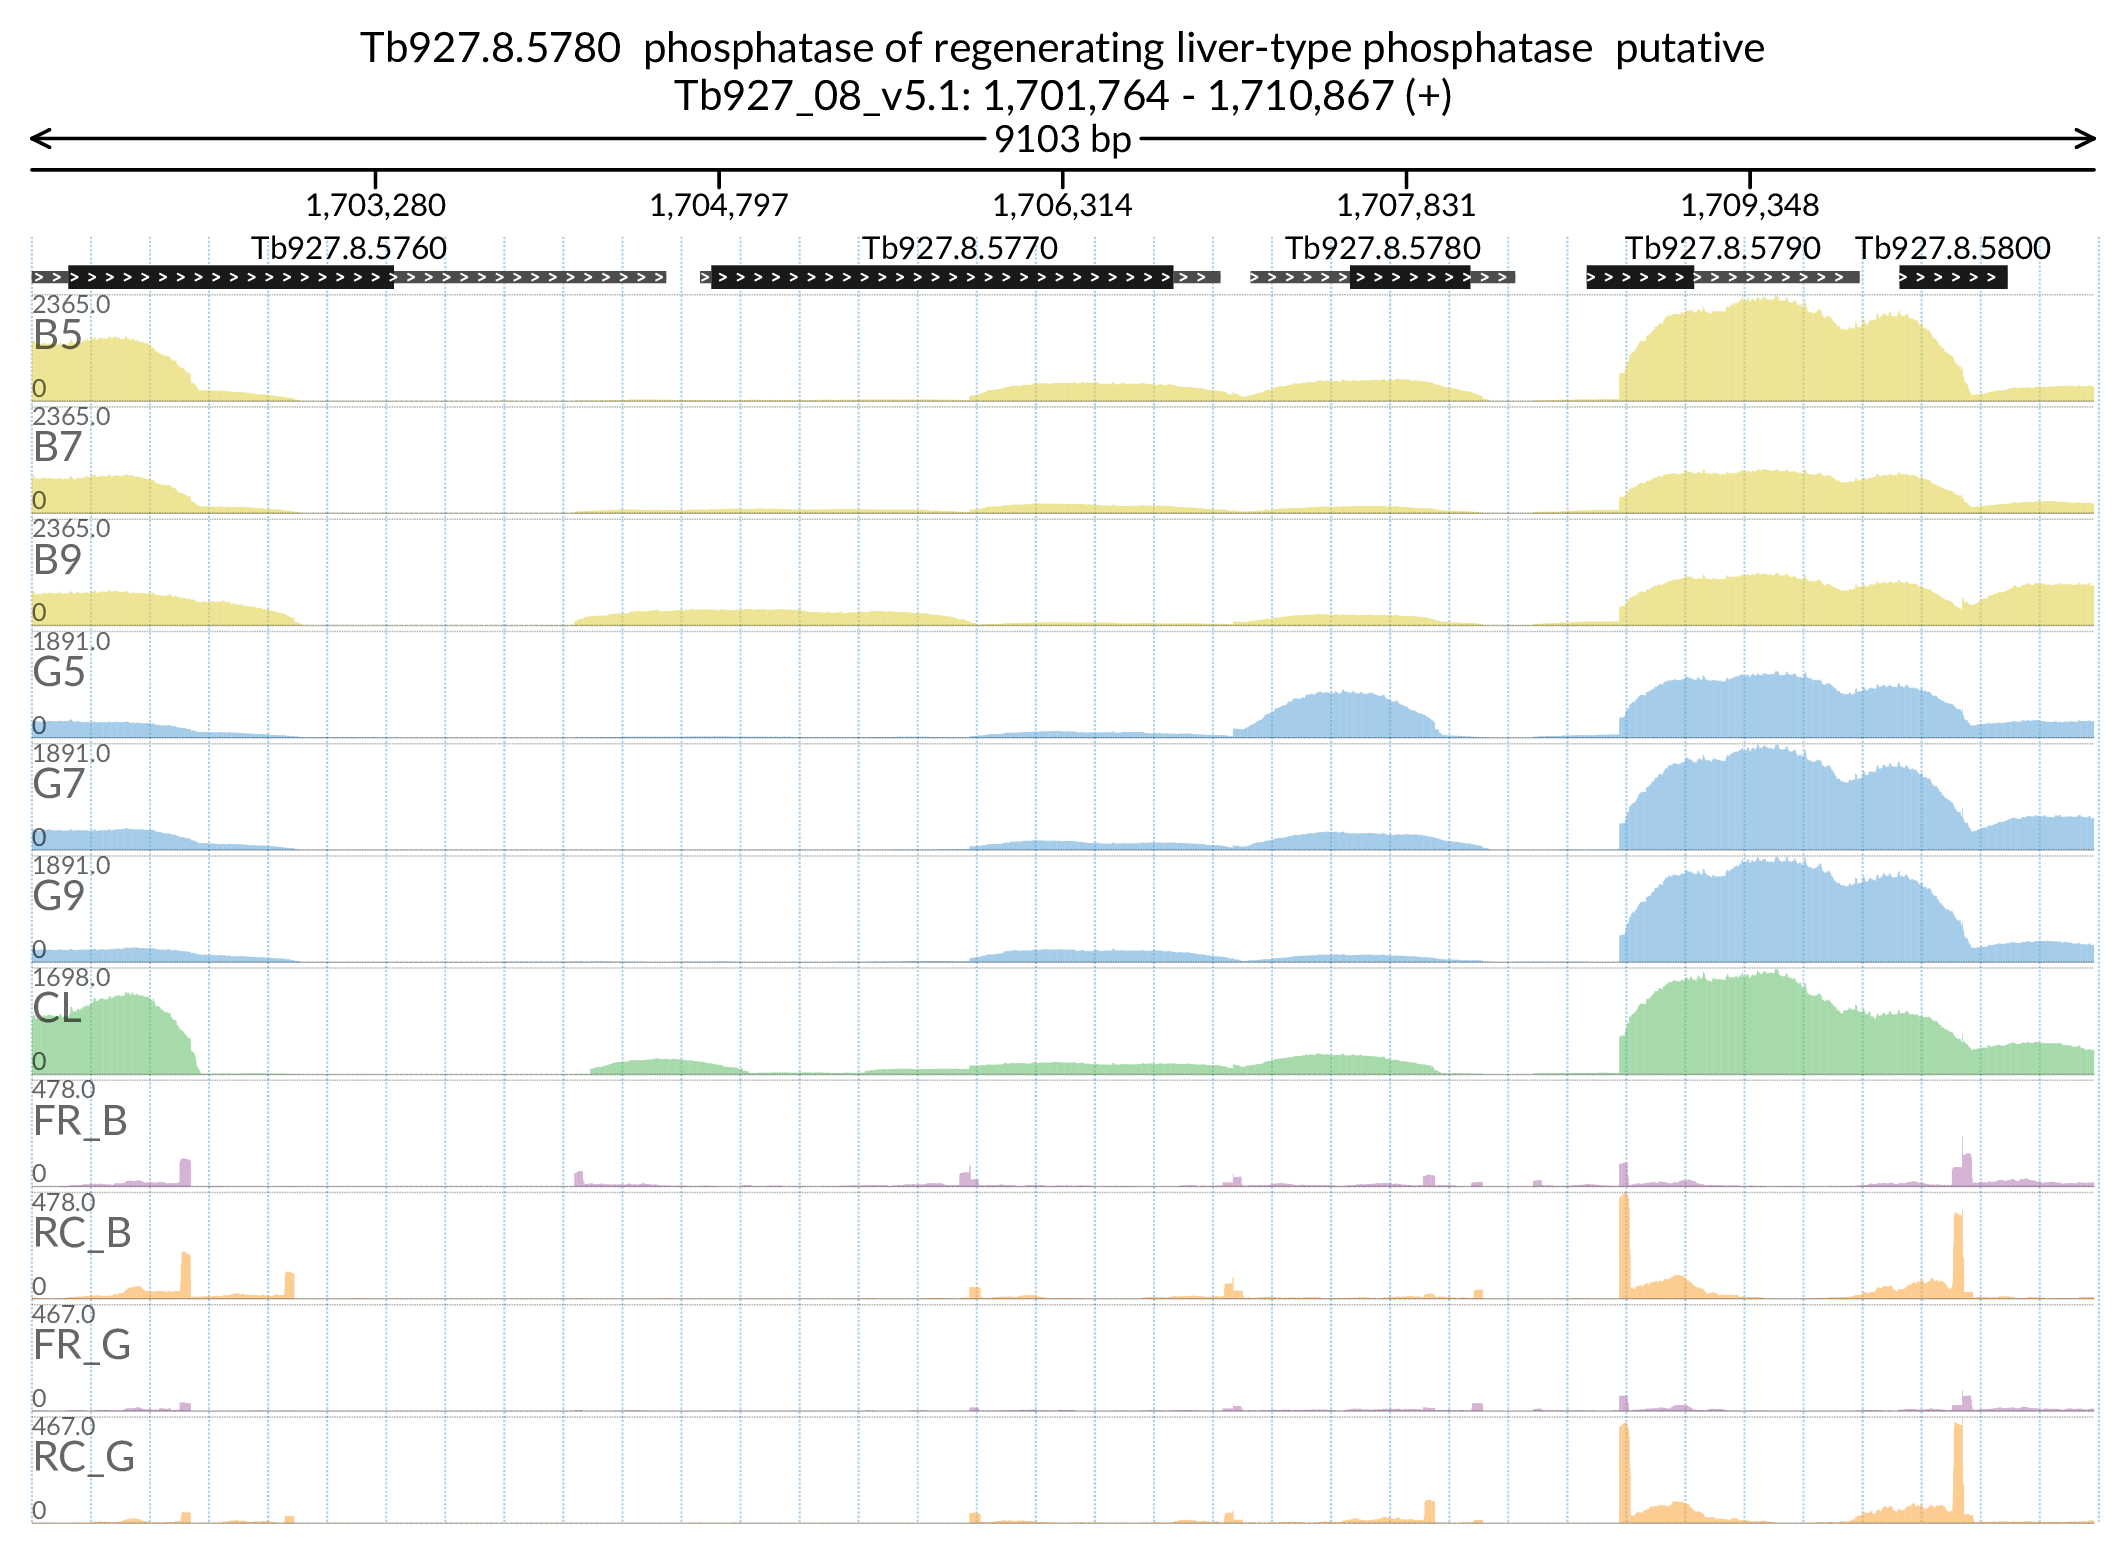 Tb927.8.5780 phosphatase of regenerating liver-type phosphatase putative
Tb927_08_v5.1: 1,701,764 - 1,710,867 (+)
9103 bp
1,703,280 1,704,797 1,706,314 1,707,831 1,709,348
Tb927.8.5760 Tb927.8.5770 Tb927.8.5780 Tb927.8.5790 Tb927.8.5800
2365.0
B5
0
2365.0
B7
0
2365.0
B9
0
1891.0
G5
0
1891.0
G7
0
1891.0
G9
0
1698.0
CL
0
478.0
FR_B
0
478.0
RC_B
0
467.0
FR_G
0
467.0
RC_G
0